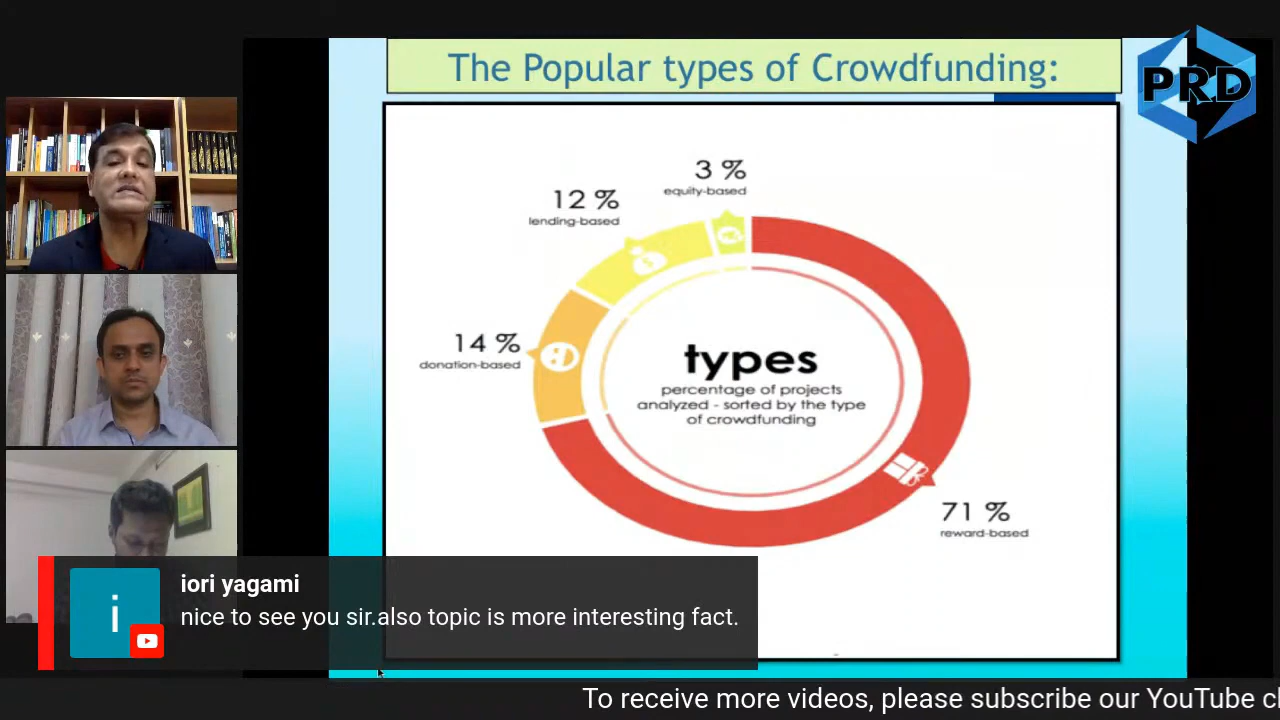 The Popular types of Crowdfunding:
PRD
3 %
equity-based
12 %
lending-based
14 %
donation-based
types
percentage of projects
analyzed - sorted by the type
of crowdfunding
71 %
reward-based
i
iori yagami
nice to see you sir.also topic is more interesting fact.
To receive more videos, please subscribe our YouTube